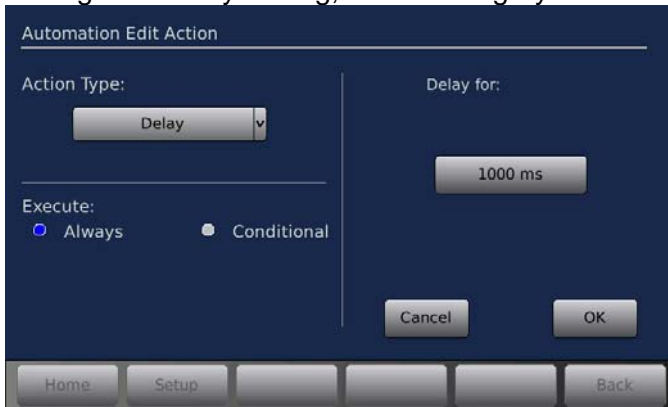 Automation Edit Action
Action Type:
Delay
v
Execute:
Always
Conditional
Delay for:
1000 ms
Cancel
OK
Home
Setup
Back